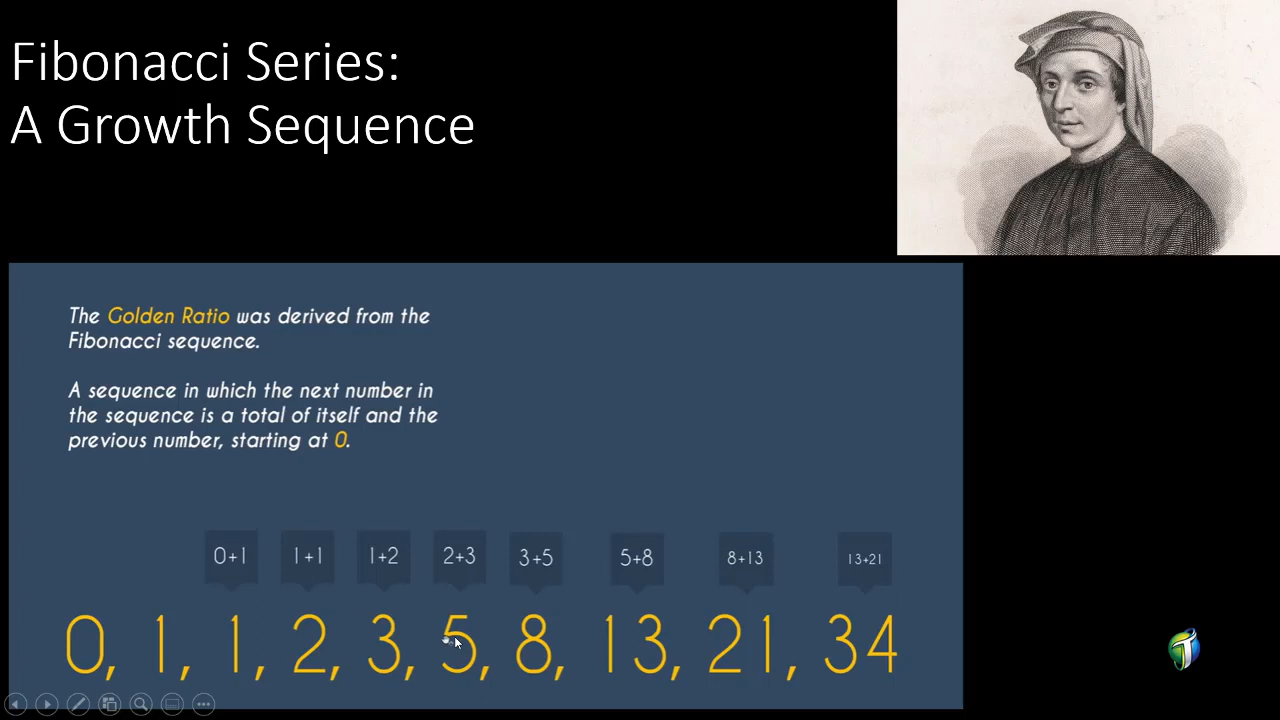 Fibonacci Series:
A Growth Sequence
The Golden Ratio was derived from the
Fibonacci sequence.
A sequence in which the next number in
the sequence is a total of itself and the
previous number, starting at 0.
0+1 1+1 1+2 2+3 3+5 5+8 8+13 13+21
0, 1, 1, 2, 3, 5, 8, 13, 21, 34